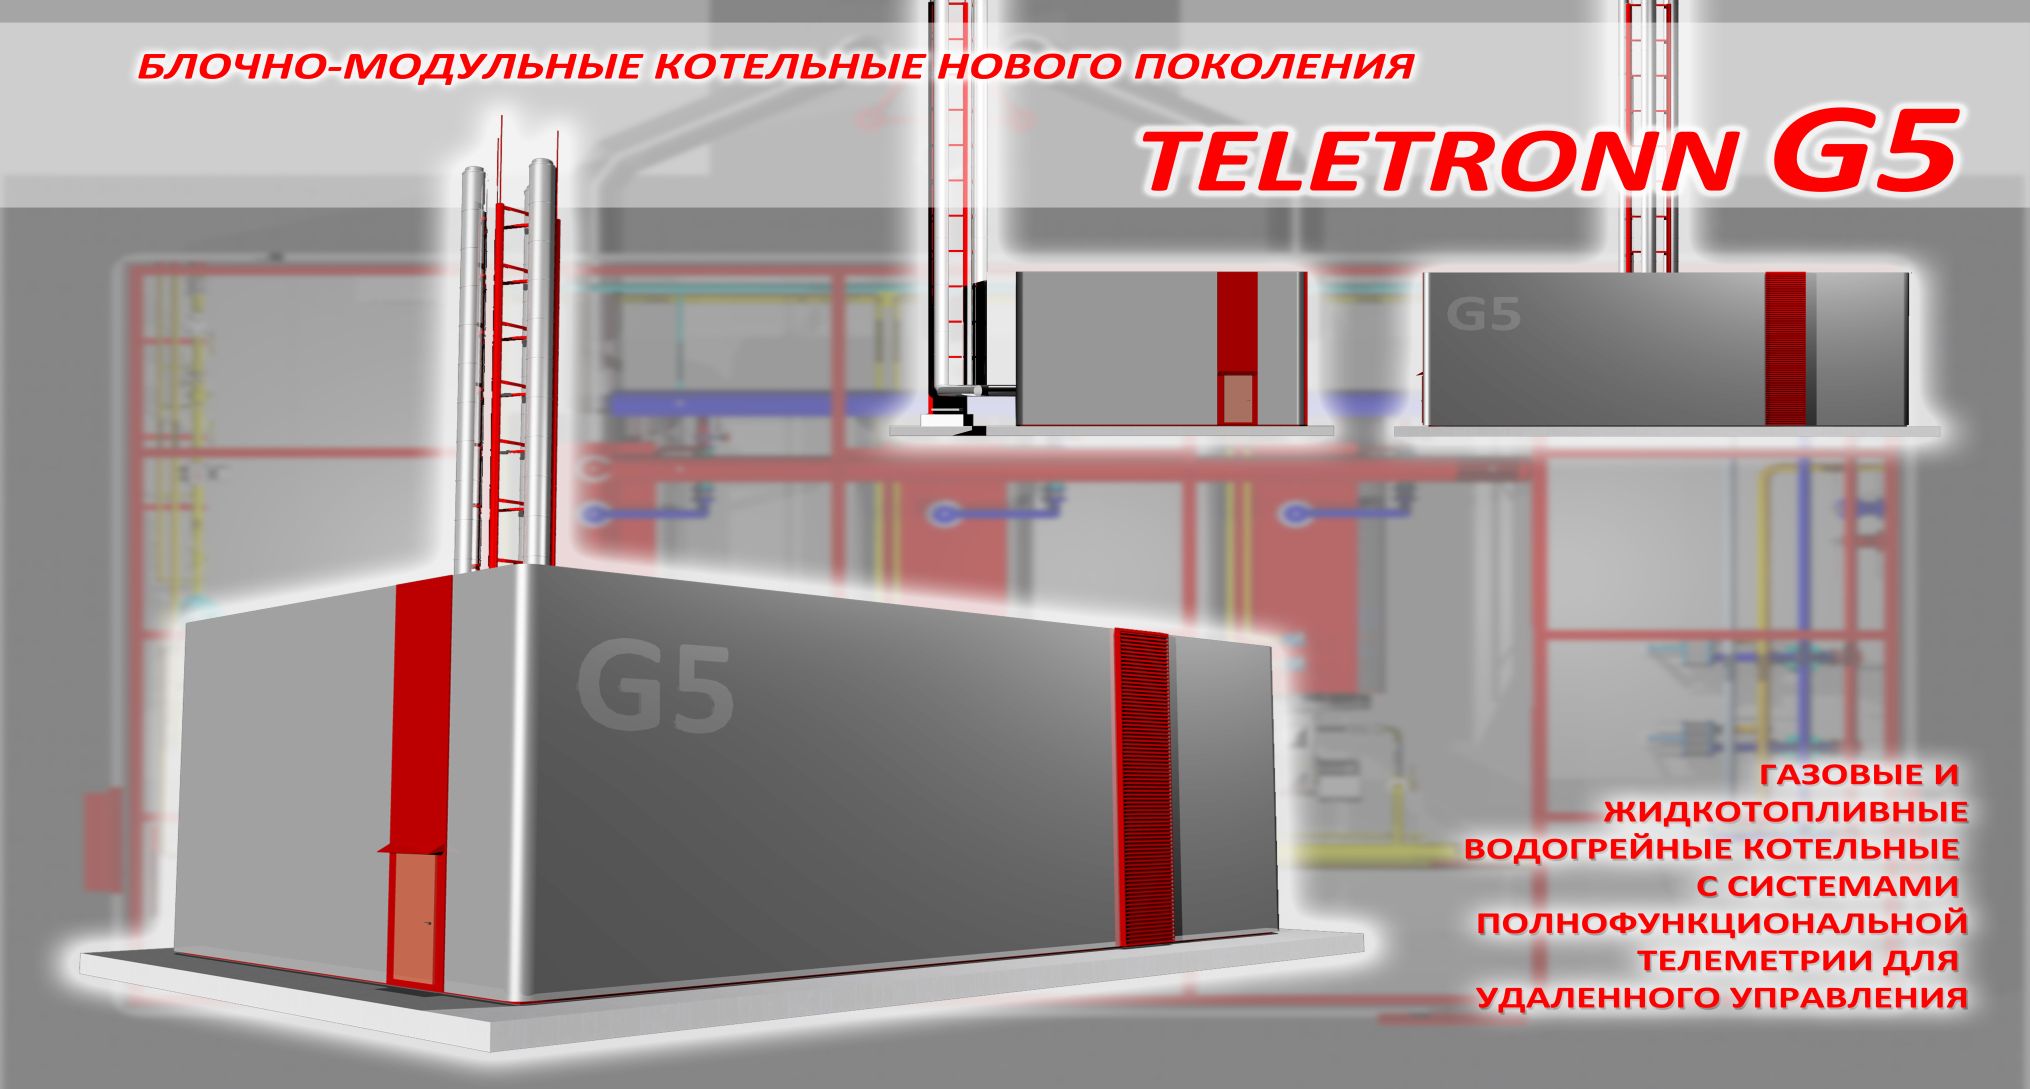 БЛОЧНО-МОДУЛЬНЫЕ КОТЕЛЬНЫЕ НОВОГО ПОКОЛЕНИЯ
TELETRONN G5
G5
G5
ГАЗОВЫЕ И
ЖИДКОТОПЛИВНЫЕ
ВОДОГРЕЙНЫЕ КОТЕЛЬНЫЕ
С СИСТЕМАМИ
ПОЛНОФУНКЦИОНАЛЬНОЙ
ТЕЛЕМЕТРИИ ДЛЯ
УДАЛЕННОГО УПРАВЛЕНИЯ